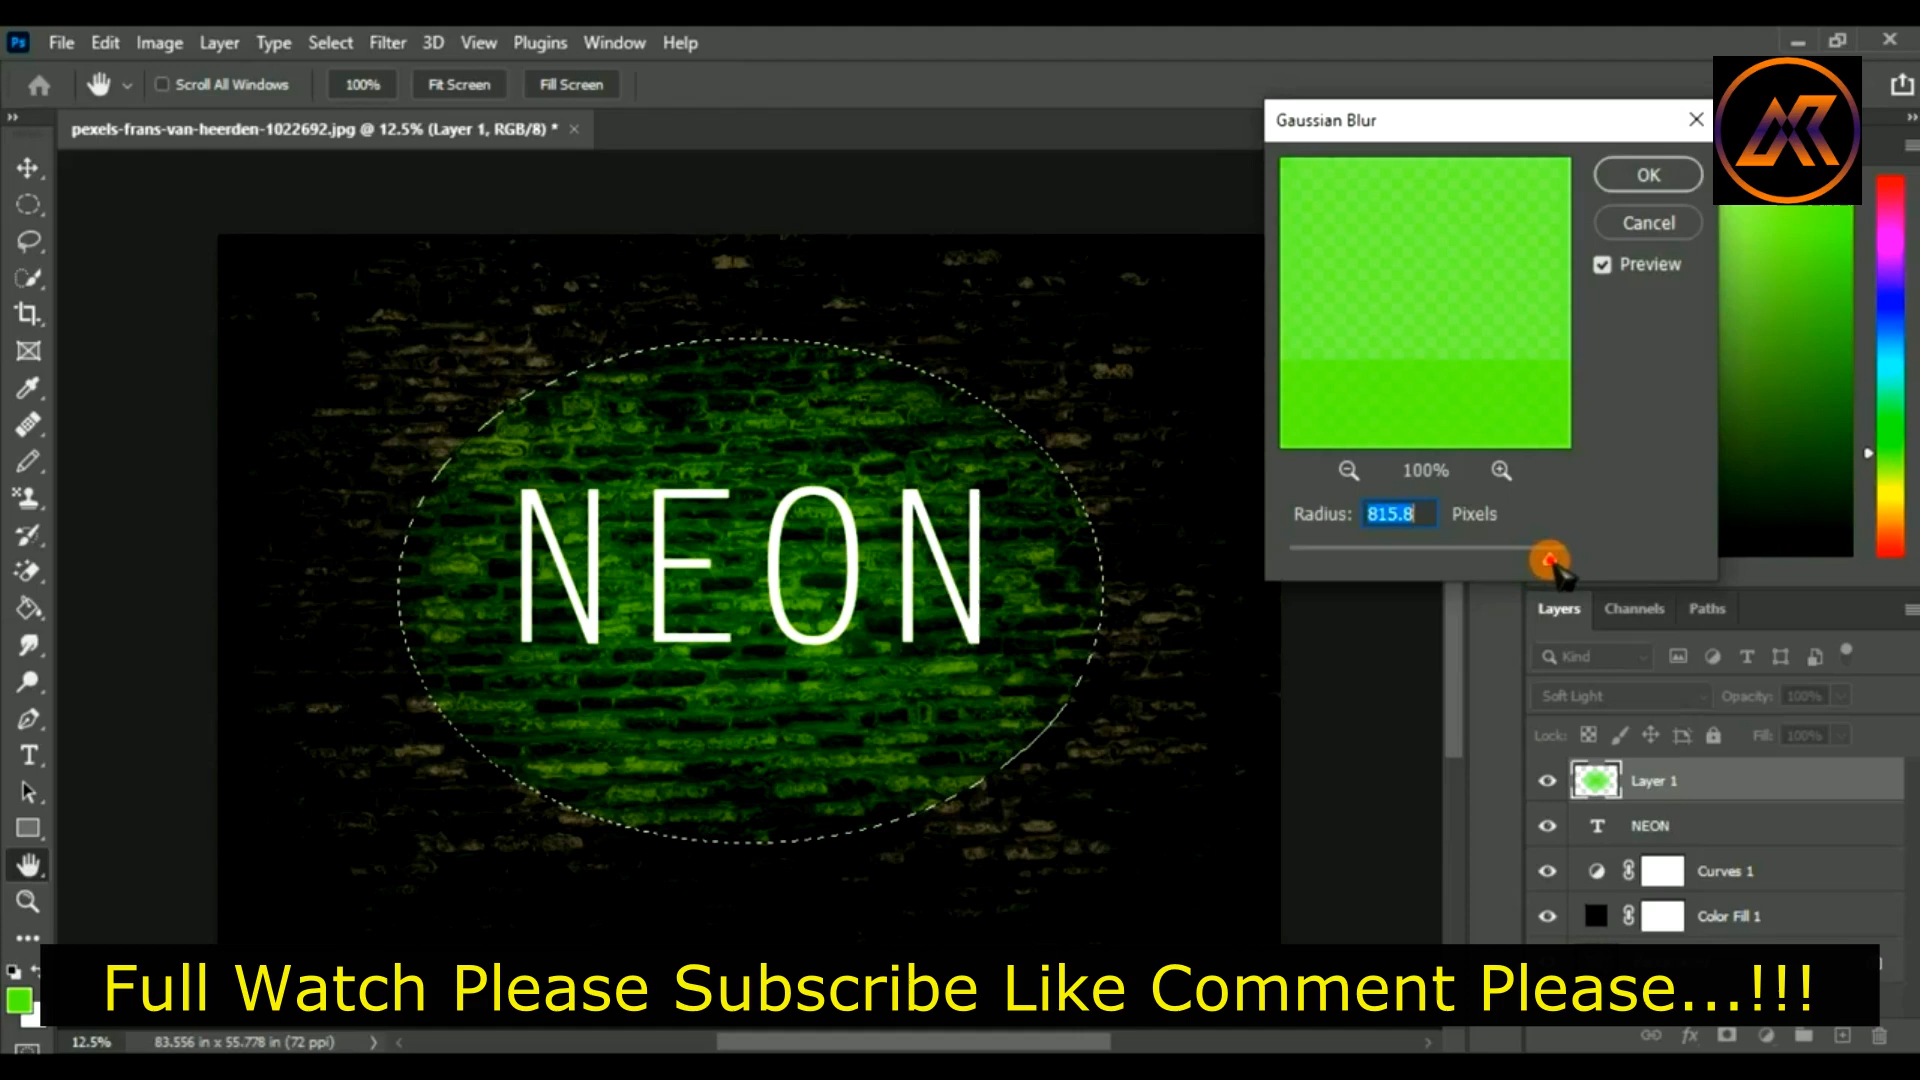 Ps File Edit Image Layer Type Select Filter 3D View Plugins Window Help
Scroll All Windows 100% Fit Screen Fill Screen
pexels-frans-van-heerden-1022692.jpg @ 12.5% (Layer 1, RGB/8) *
Gaussian Blur
OK
Cancel
Preview
100%
Radius: 815.8 Pixels
NEON
Layers Channels Paths
Kind
Soft Light Opacity: 100%
Lock: Fill: 100%
Layer 1
T NEON
Curves 1
Color Fill 1
Full Watch Please Subscribe Like Comment Please...!!!
12.5% 83.556 in x 55.778 in (72 ppi)
fx